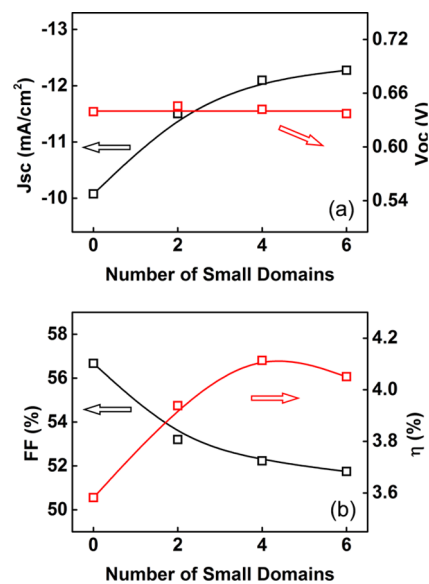 -13
-12
-11
-10
Jsc (mA/cm²)
0.72
0.66
0.60
0.54
Voc (V)
(a)
0 2 4 6
Number of Small Domains
58
56
54
52
50
FF (%)
4.2
4.0
3.8
3.6
η (%)
(b)
0 2 4 6
Number of Small Domains